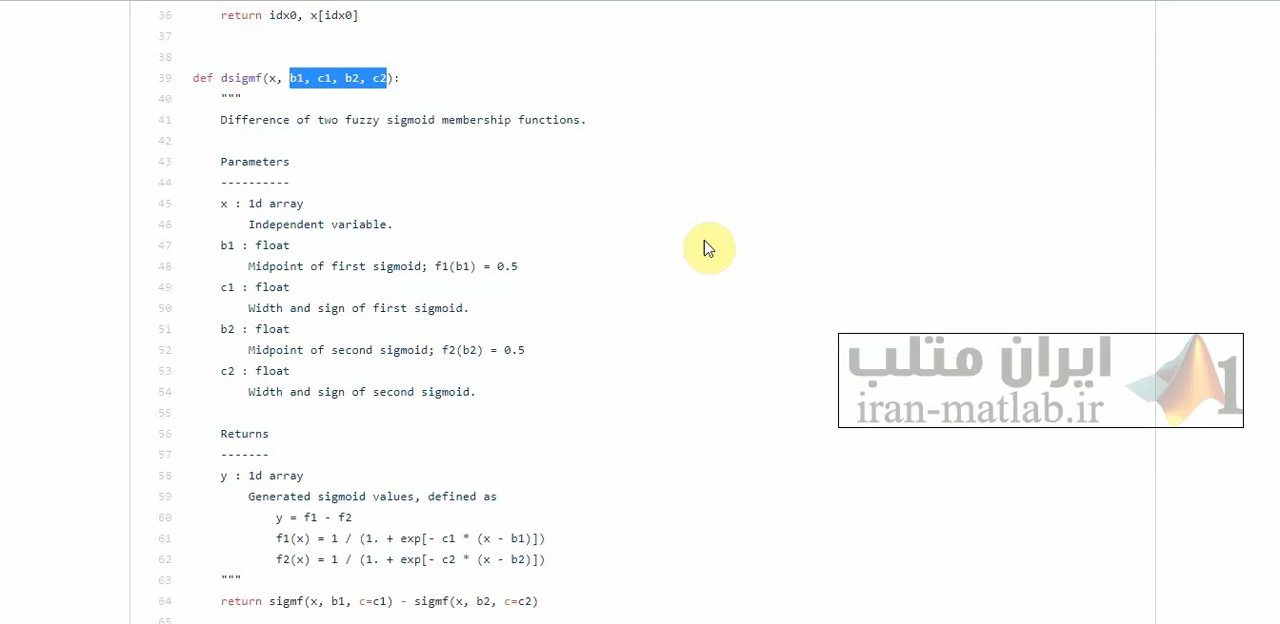 36 return idx0, x[idx0]
37
38
39 def dsigmf(x, b1, c1, b2, c2):
40 """
41 Difference of two fuzzy sigmoid membership functions.
42
43 Parameters
44 ----------
45 x : 1d array
46 Independent variable.
47 b1 : float
48 Midpoint of first sigmoid; f1(b1) = 0.5
49 c1 : float
50 Width and sign of first sigmoid.
51 b2 : float
52 Midpoint of second sigmoid; f2(b2) = 0.5
53 c2 : float
54 Width and sign of second sigmoid.
55
56 Returns
57 -------
58 y : 1d array
59 Generated sigmoid values, defined as
60 y = f1 - f2
61 f1(x) = 1 / (1. + exp[- c1 * (x - b1)])
62 f2(x) = 1 / (1. + exp[- c2 * (x - b2)])
63 """
64 return sigmf(x, b1, c=c1) - sigmf(x, b2, c=c2)
65
ایران متلب
iran-matlab.ir
1